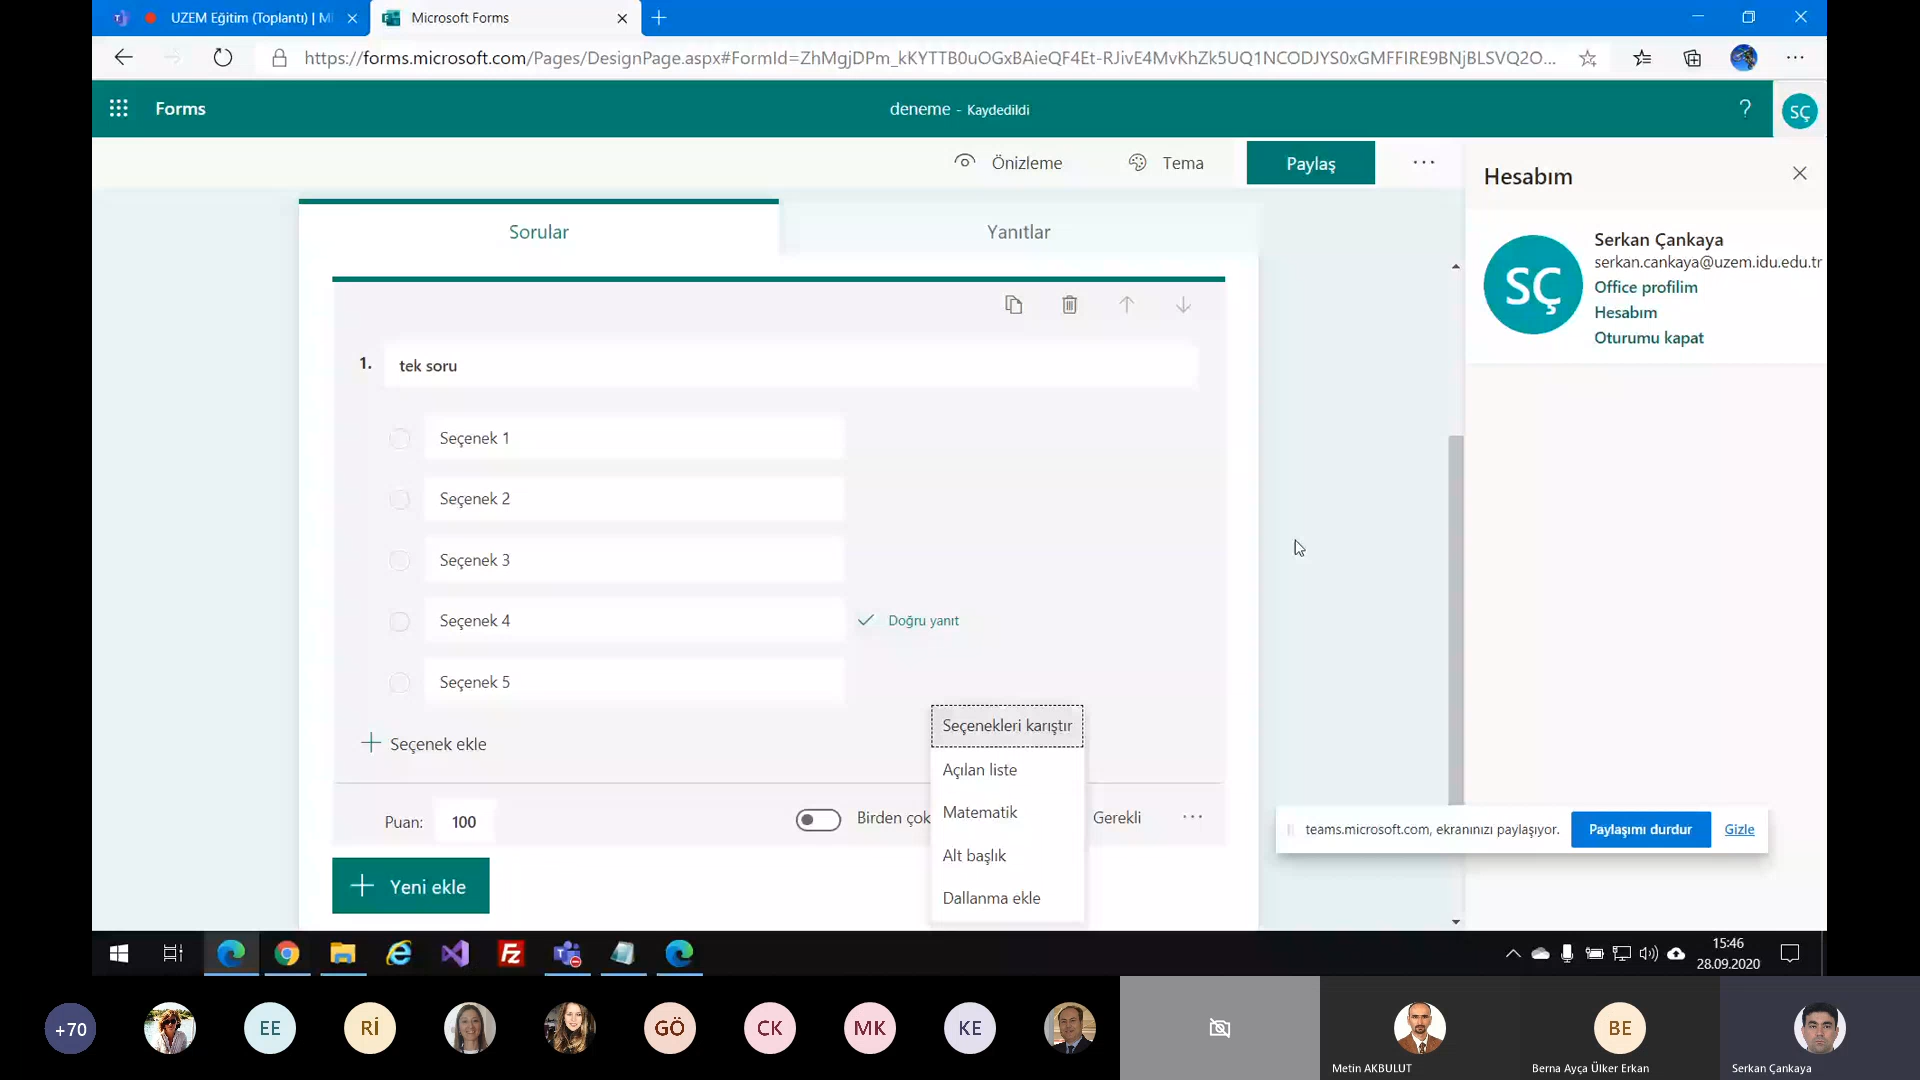 UZEM Eğitim (Toplantı) | Mi
Microsoft Forms
https://forms.microsoft.com/Pages/DesignPage.aspx#FormId=ZhMgjDPm_kKYTTB0uOGxBAieQF4Et-RJivE4MvKhZk5UQ1NCODJYS0xGMFFIRE9BNjBLSVQ2O...
Forms
deneme - Kaydedildi
?
SÇ
Önizleme
Tema
Paylaş
...
Hesabım
SÇ
Serkan Çankaya
serkan.cankaya@uzem.idu.edu.tr
Office profilim
Hesabım
Oturumu kapat
Sorular
Yanıtlar
1.
tek soru
Seçenek 1
Seçenek 2
Seçenek 3
Seçenek 4
Doğru yanıt
Seçenek 5
Seçenek ekle
Seçenekleri karıştır
Açılan liste
Matematik
Alt başlık
Dallanma ekle
Puan:
100
Birden çok
Gerekli
...
Yeni ekle
teams.microsoft.com, ekranınızı paylaşıyor.
Paylaşımı durdur
Gizle
15:46
28.09.2020
+70
EE
Rİ
GÖ
CK
MK
KE
Metin AKBULUT
BE
Berna Ayça Ülker Erkan
Serkan Çankaya